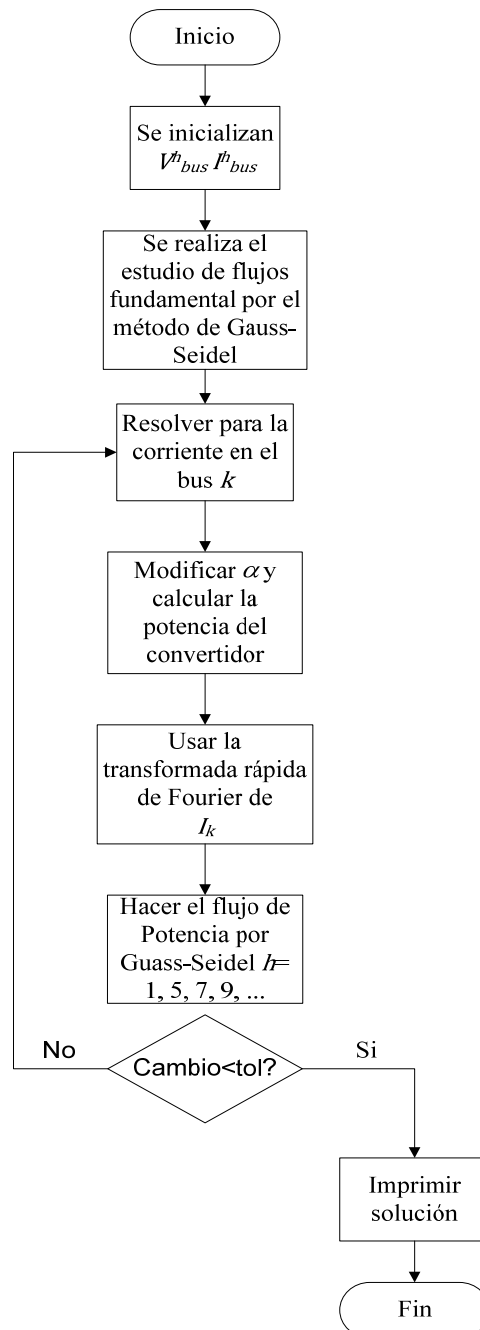 Inicio
Se inicializan
V^h_bus I^h_bus
Se realiza el
estudio de flujos
fundamental por el
método de Gauss-
Seidel
Resolver para la
corriente en el
bus k
Modificar α y
calcular la
potencia del
convertidor
Usar la
transformada rápida
de Fourier de
I_k
Hacer el flujo de
Potencia por
Guass-Seidel h=
1, 5, 7, 9, ...
No
Cambio<tol?
Si
Imprimir
solución
Fin